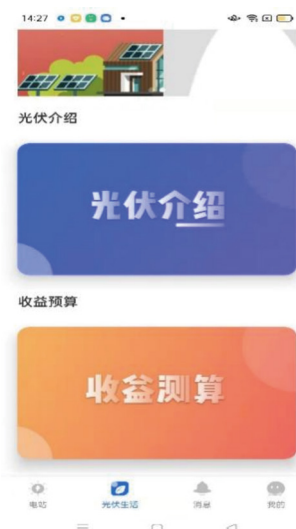 14:27
光伏介绍
光伏介绍
收益预算
收益测算
电站
光伏生活
消息
我的